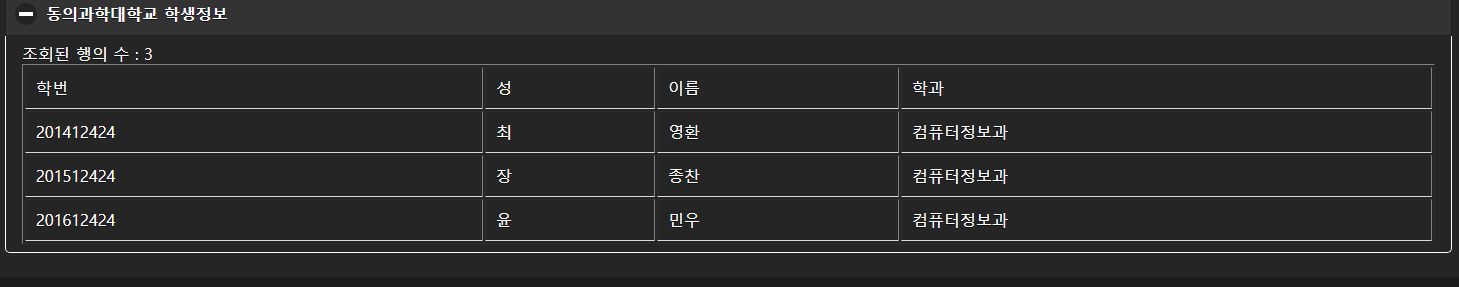 동의과학대학교 학생정보
조회된 행의 수 : 3
학번 성 이름 학과
201412424 최 영환 컴퓨터정보과
201512424 장 종찬 컴퓨터정보과
201612424 윤 민우 컴퓨터정보과